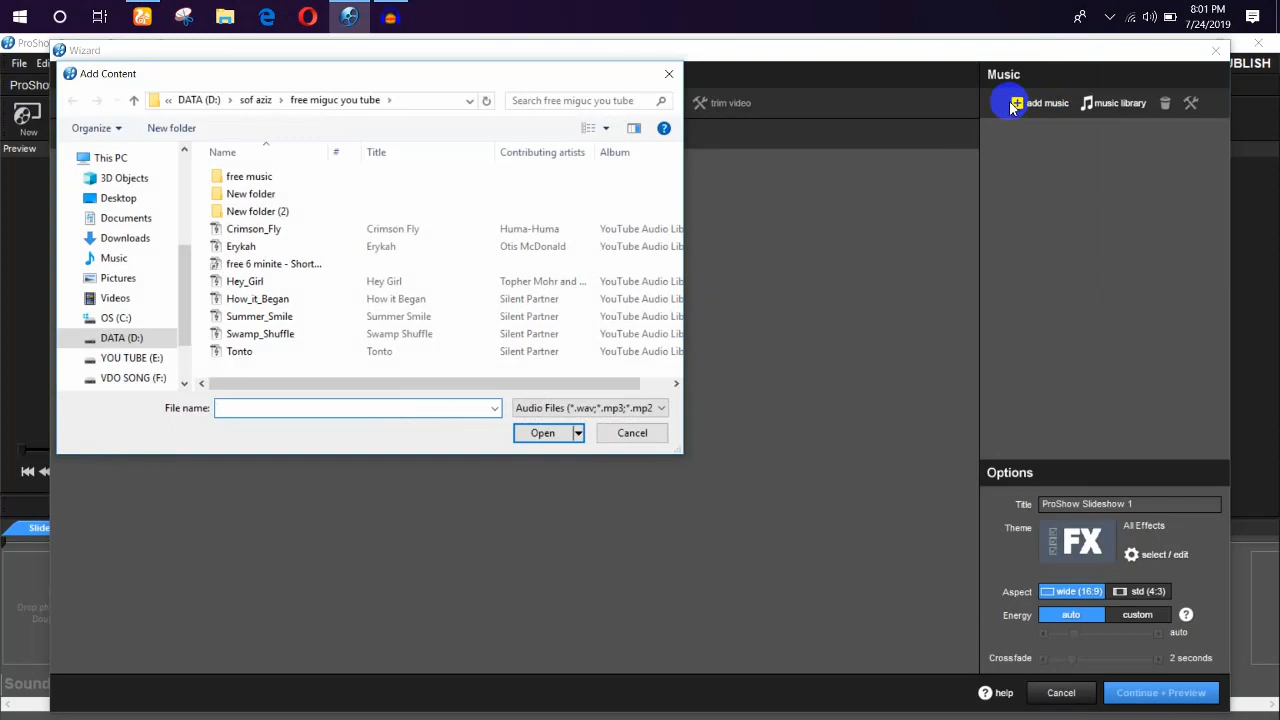 8:01 PM
7/24/2019
ProSh
Wizard
File Ed
UBLISH
ProShow
New
Preview
Add Content
« DATA (D:) › sof aziz › free miguc you tube ›
Search free miguc you tube
Organize
New folder
This PC
3D Objects
Desktop
Documents
Downloads
Music
Pictures
Videos
OS (C:)
DATA (D:)
YOU TUBE (E:)
VDO SONG (F:)
Name # Title Contributing artists Album
free music
New folder
New folder (2)
Crimson_Fly Crimson Fly Huma-Huma YouTube Audio Lib
Erykah Erykah Otis McDonald YouTube Audio Lib
free 6 minite - Short...
Hey_Girl Hey Girl Topher Mohr and ... YouTube Audio Lib
How_it_Began How it Began Silent Partner YouTube Audio Lib
Summer_Smile Summer Smile Silent Partner YouTube Audio Lib
Swamp_Shuffle Swamp Shuffle Silent Partner YouTube Audio Lib
Tonto Tonto Silent Partner YouTube Audio Lib
File name:
Audio Files (*.wav;*.mp3;*.mp2
Open
Cancel
trim video
Music
add music
music library
Options
Title ProShow Slideshow 1
Theme
FX
All Effects
select / edit
Aspect wide (16:9) std (4:3)
Energy auto custom ?
auto
Crossfade 2 seconds
Slide
Drop ph
Dou
Sound
? help
Cancel
Continue + Preview